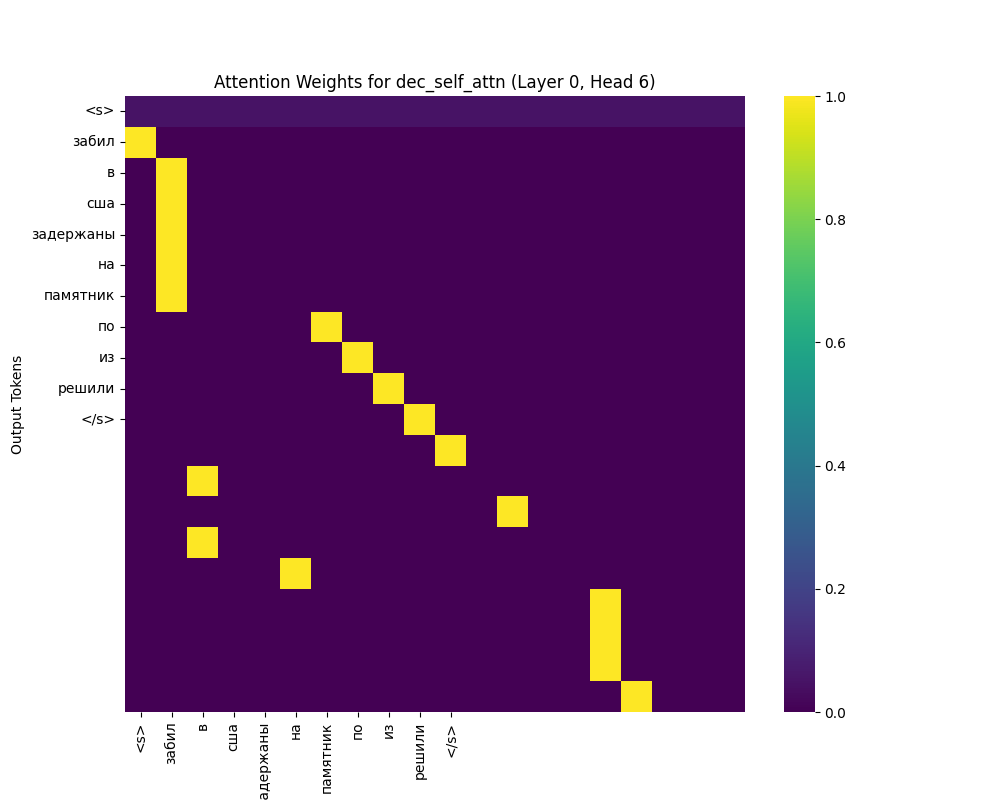 Attention Weights for dec_self_attn (Layer 0, Head 6)
Output Tokens
<s>
забил
в
сша
задержаны
на
памятник
по
из
решили
</s>
<s>
забил
в
сша
адержаны
на
памятник
по
из
решили
</s>
1.0
0.8
0.6
0.4
0.2
0.0